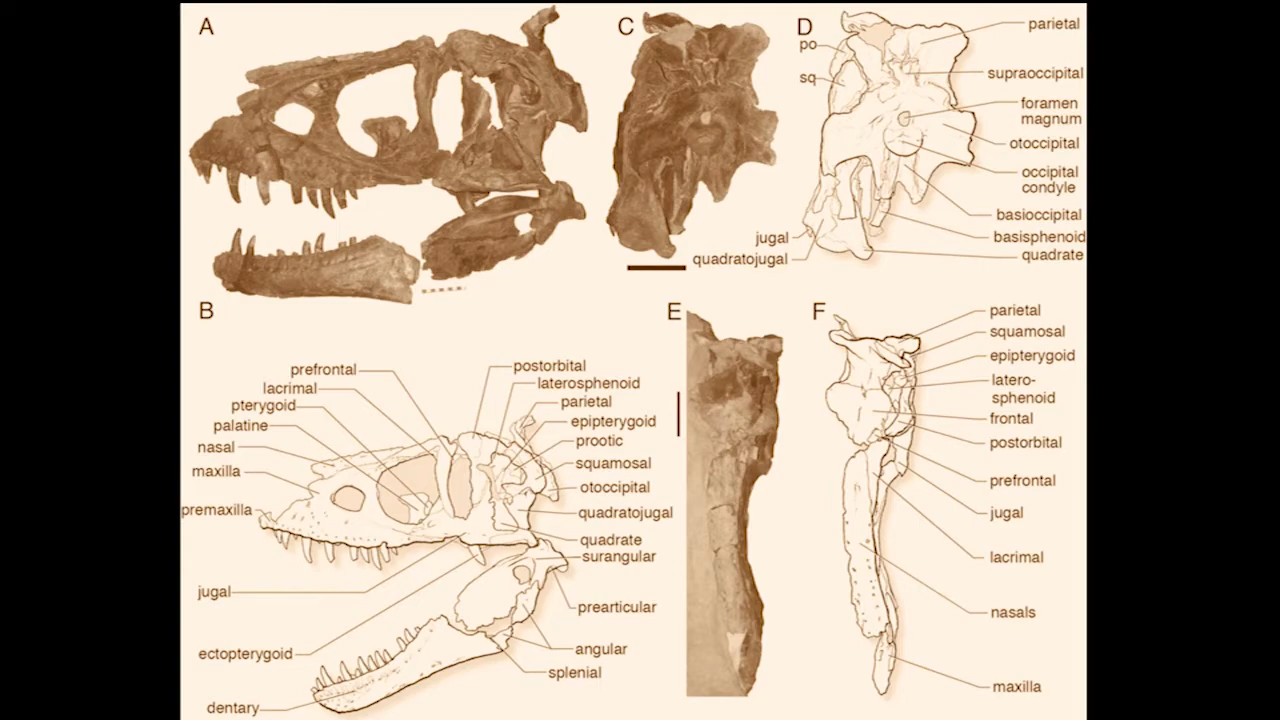 A
C
D
po
sq
parietal
supraoccipital
foramen
magnum
otoccipital
occipital
condyle
basioccipital
basisphenoid
quadrate
jugal
quadratojugal
B
prefrontal
lacrimal
pterygoid
palatine
nasal
maxilla
premaxilla
jugal
ectopterygoid
dentary
postorbital
laterosphenoid
parietal
epipterygoid
prootic
squamosal
otoccipital
quadratojugal
quadrate
surangular
prearticular
angular
splenial
E
F
parietal
squamosal
epipterygoid
latero-
sphenoid
frontal
postorbital
prefrontal
jugal
lacrimal
nasals
maxilla